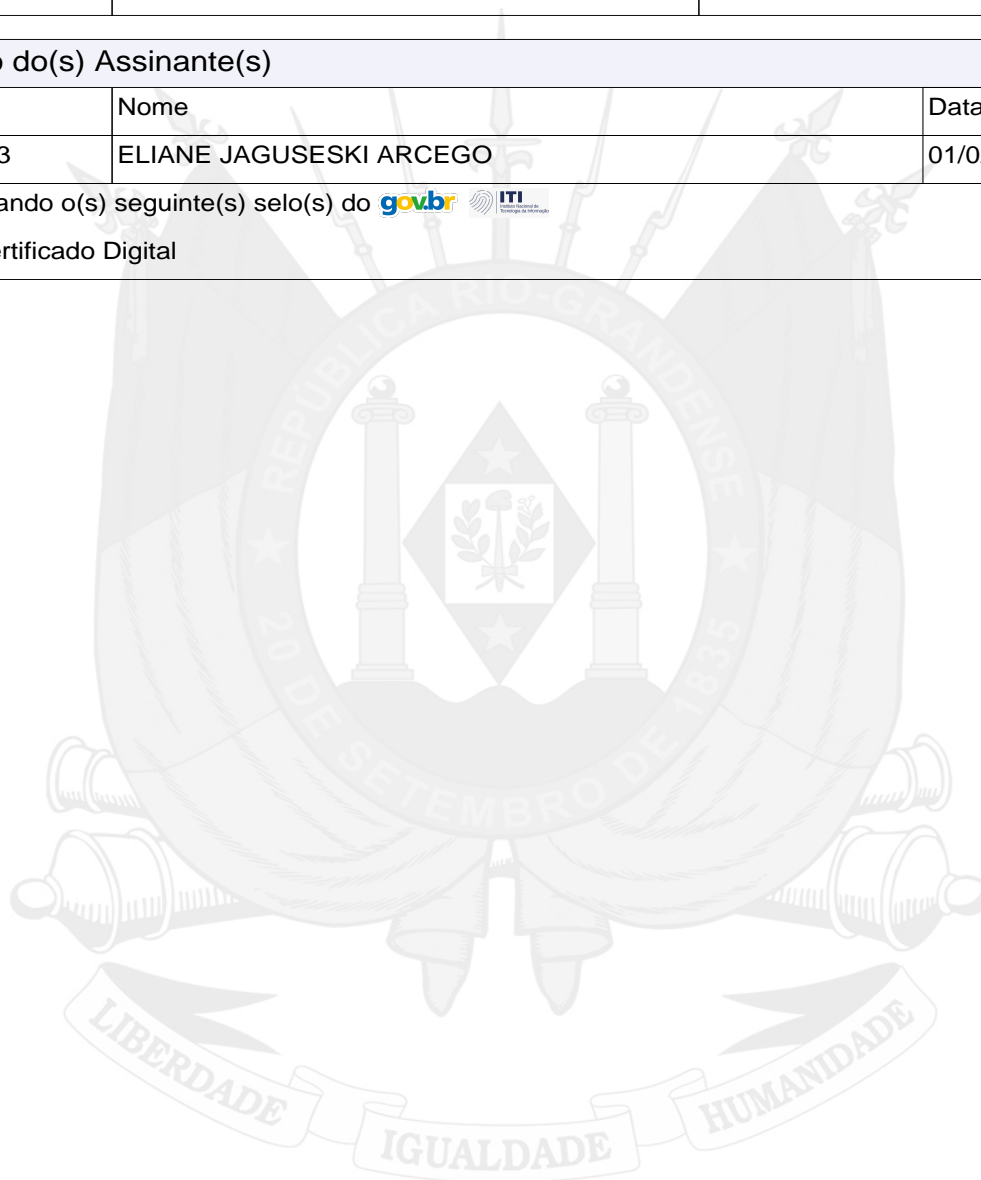 o do(s) Assinante(s)
Nome Data
3 ELIANE JAGUSESKI ARCEGO 01/0
ando o(s) seguinte(s) selo(s) do gov.br ITI
rtificado Digital
REPÚBLICA RIO-GRANDENSE
20 DE SETEMBRO DE 1835
LIBERDADE
IGUALDADE
HUMANIDADE